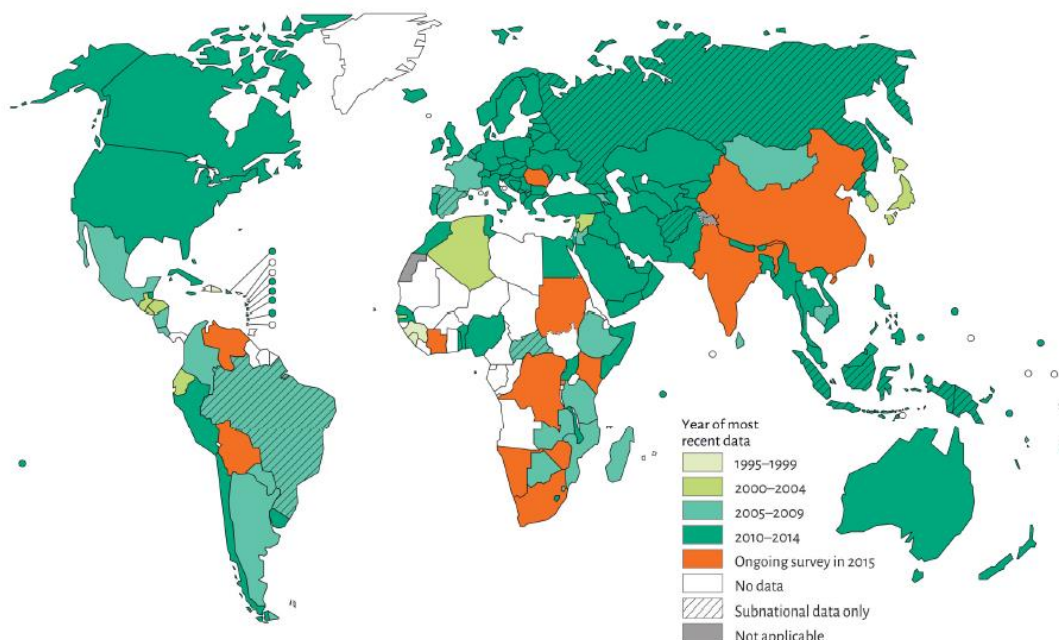 Year of most
recent data
1995–1999
2000–2004
2005–2009
2010–2014
Ongoing survey in 2015
No data
Subnational data only
Not applicable